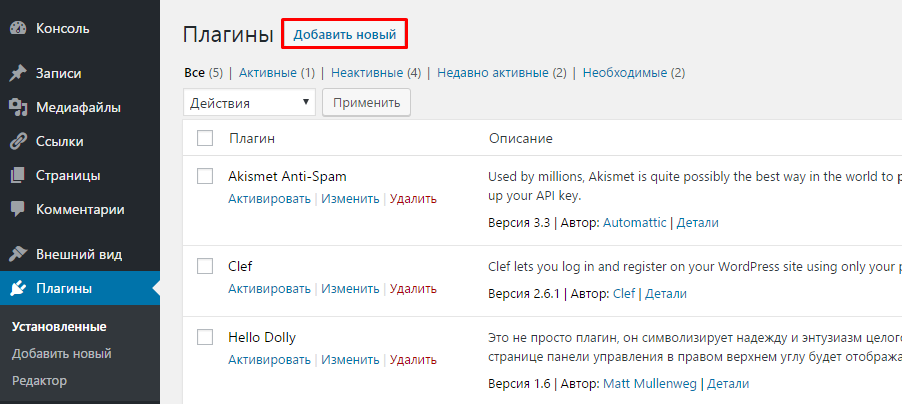 Консоль
Записи
Медиафайлы
Ссылки
Страницы
Комментарии
Внешний вид
Плагины
Установленные
Добавить новый
Редактор
Плагины Добавить новый
Все (5) | Активные (1) | Неактивные (4) | Недавно активные (2) | Необходимые (2)
Действия Применить
Плагин Описание
Akismet Anti-Spam
Активировать | Изменить | Удалить
Used by millions, Akismet is quite possibly the best way in the world to
up your API key.
Версия 3.3 | Автор: Automattic | Детали
Clef
Активировать | Изменить | Удалить
Clef lets you log in and register on your WordPress site using only your
Версия 2.6.1 | Автор: Clef | Детали
Hello Dolly
Активировать | Изменить | Удалить
Это не просто плагин, он символизирует надежду и энтузиазм целого
странице панели управления в правом верхнем углу будет отобража
Версия 1.6 | Автор: Matt Mullenweg | Детали